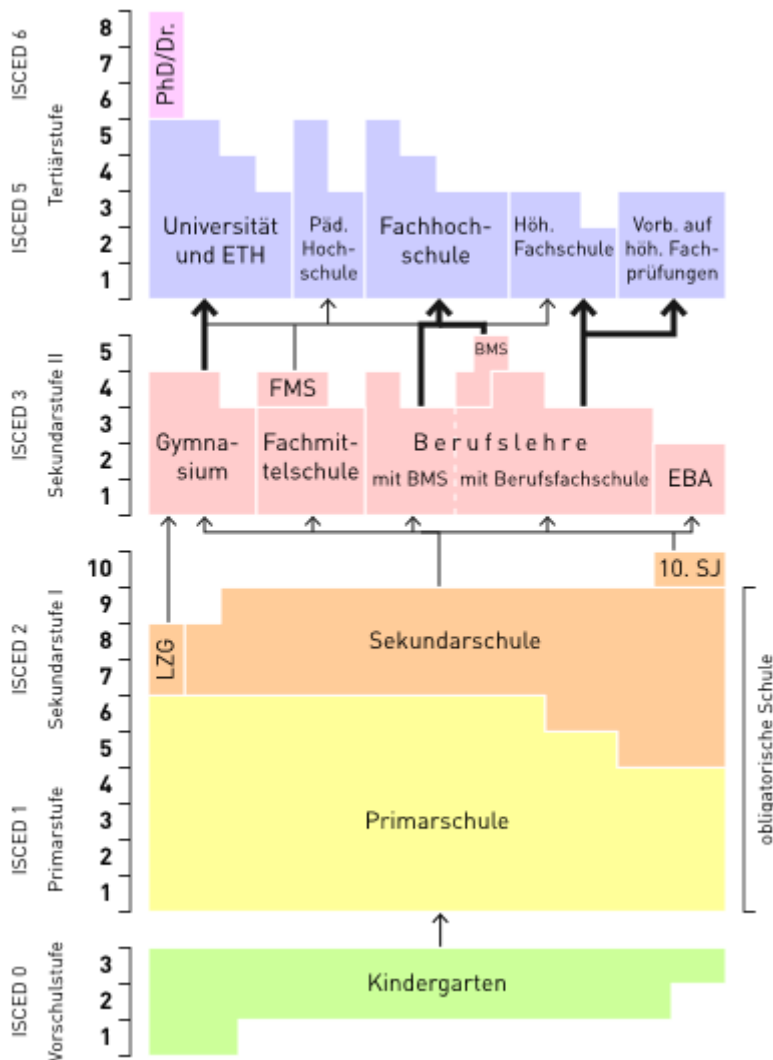 ISCED 6
ISCED 5
Tertiärstufe
8
7
6
5
4
3
2
1
PhD/Dr.
Universität
und ETH
Päd.
Hoch-
schule
Fachhoch-
schule
Höh.
Fachschule
Vorb. auf
höh. Fach-
prüfungen
ISCED 3
Sekundarstufe II
5
4
3
2
1
BMS
FMS
Gymna-
sium
Fachmit-
telschule
Berufslehre
mit BMS
mit Berufsfachschule
EBA
ISCED 2
Sekundarstufe I
10
9
8
7
10. SJ
LZG
Sekundarschule
ISCED 1
Primarstufe
6
5
4
3
2
1
Primarschule
obligatorische Schule
ISCED 0
Vorschulstufe
3
2
1
Kindergarten